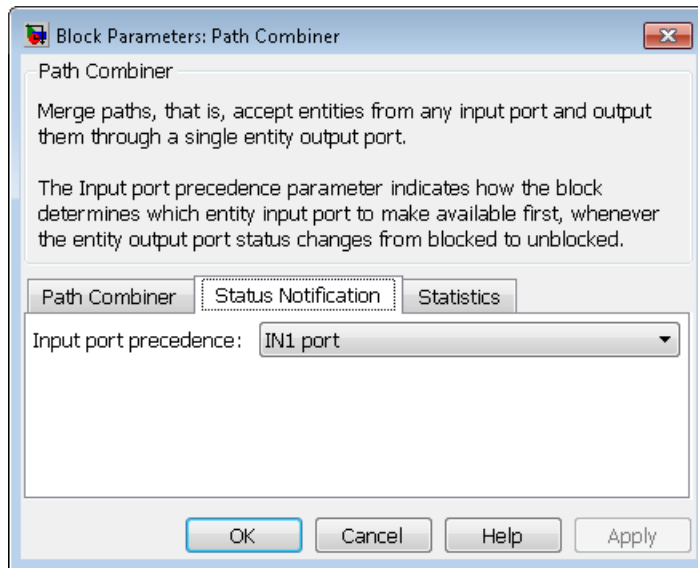 Block Parameters: Path Combiner
Path Combiner
Merge paths, that is, accept entities from any input port and output
them through a single entity output port.
The Input port precedence parameter indicates how the block
determines which entity input port to make available first, whenever
the entity output port status changes from blocked to unblocked.
Path Combiner Status Notification Statistics
Input port precedence: IN1 port
OK Cancel Help Apply